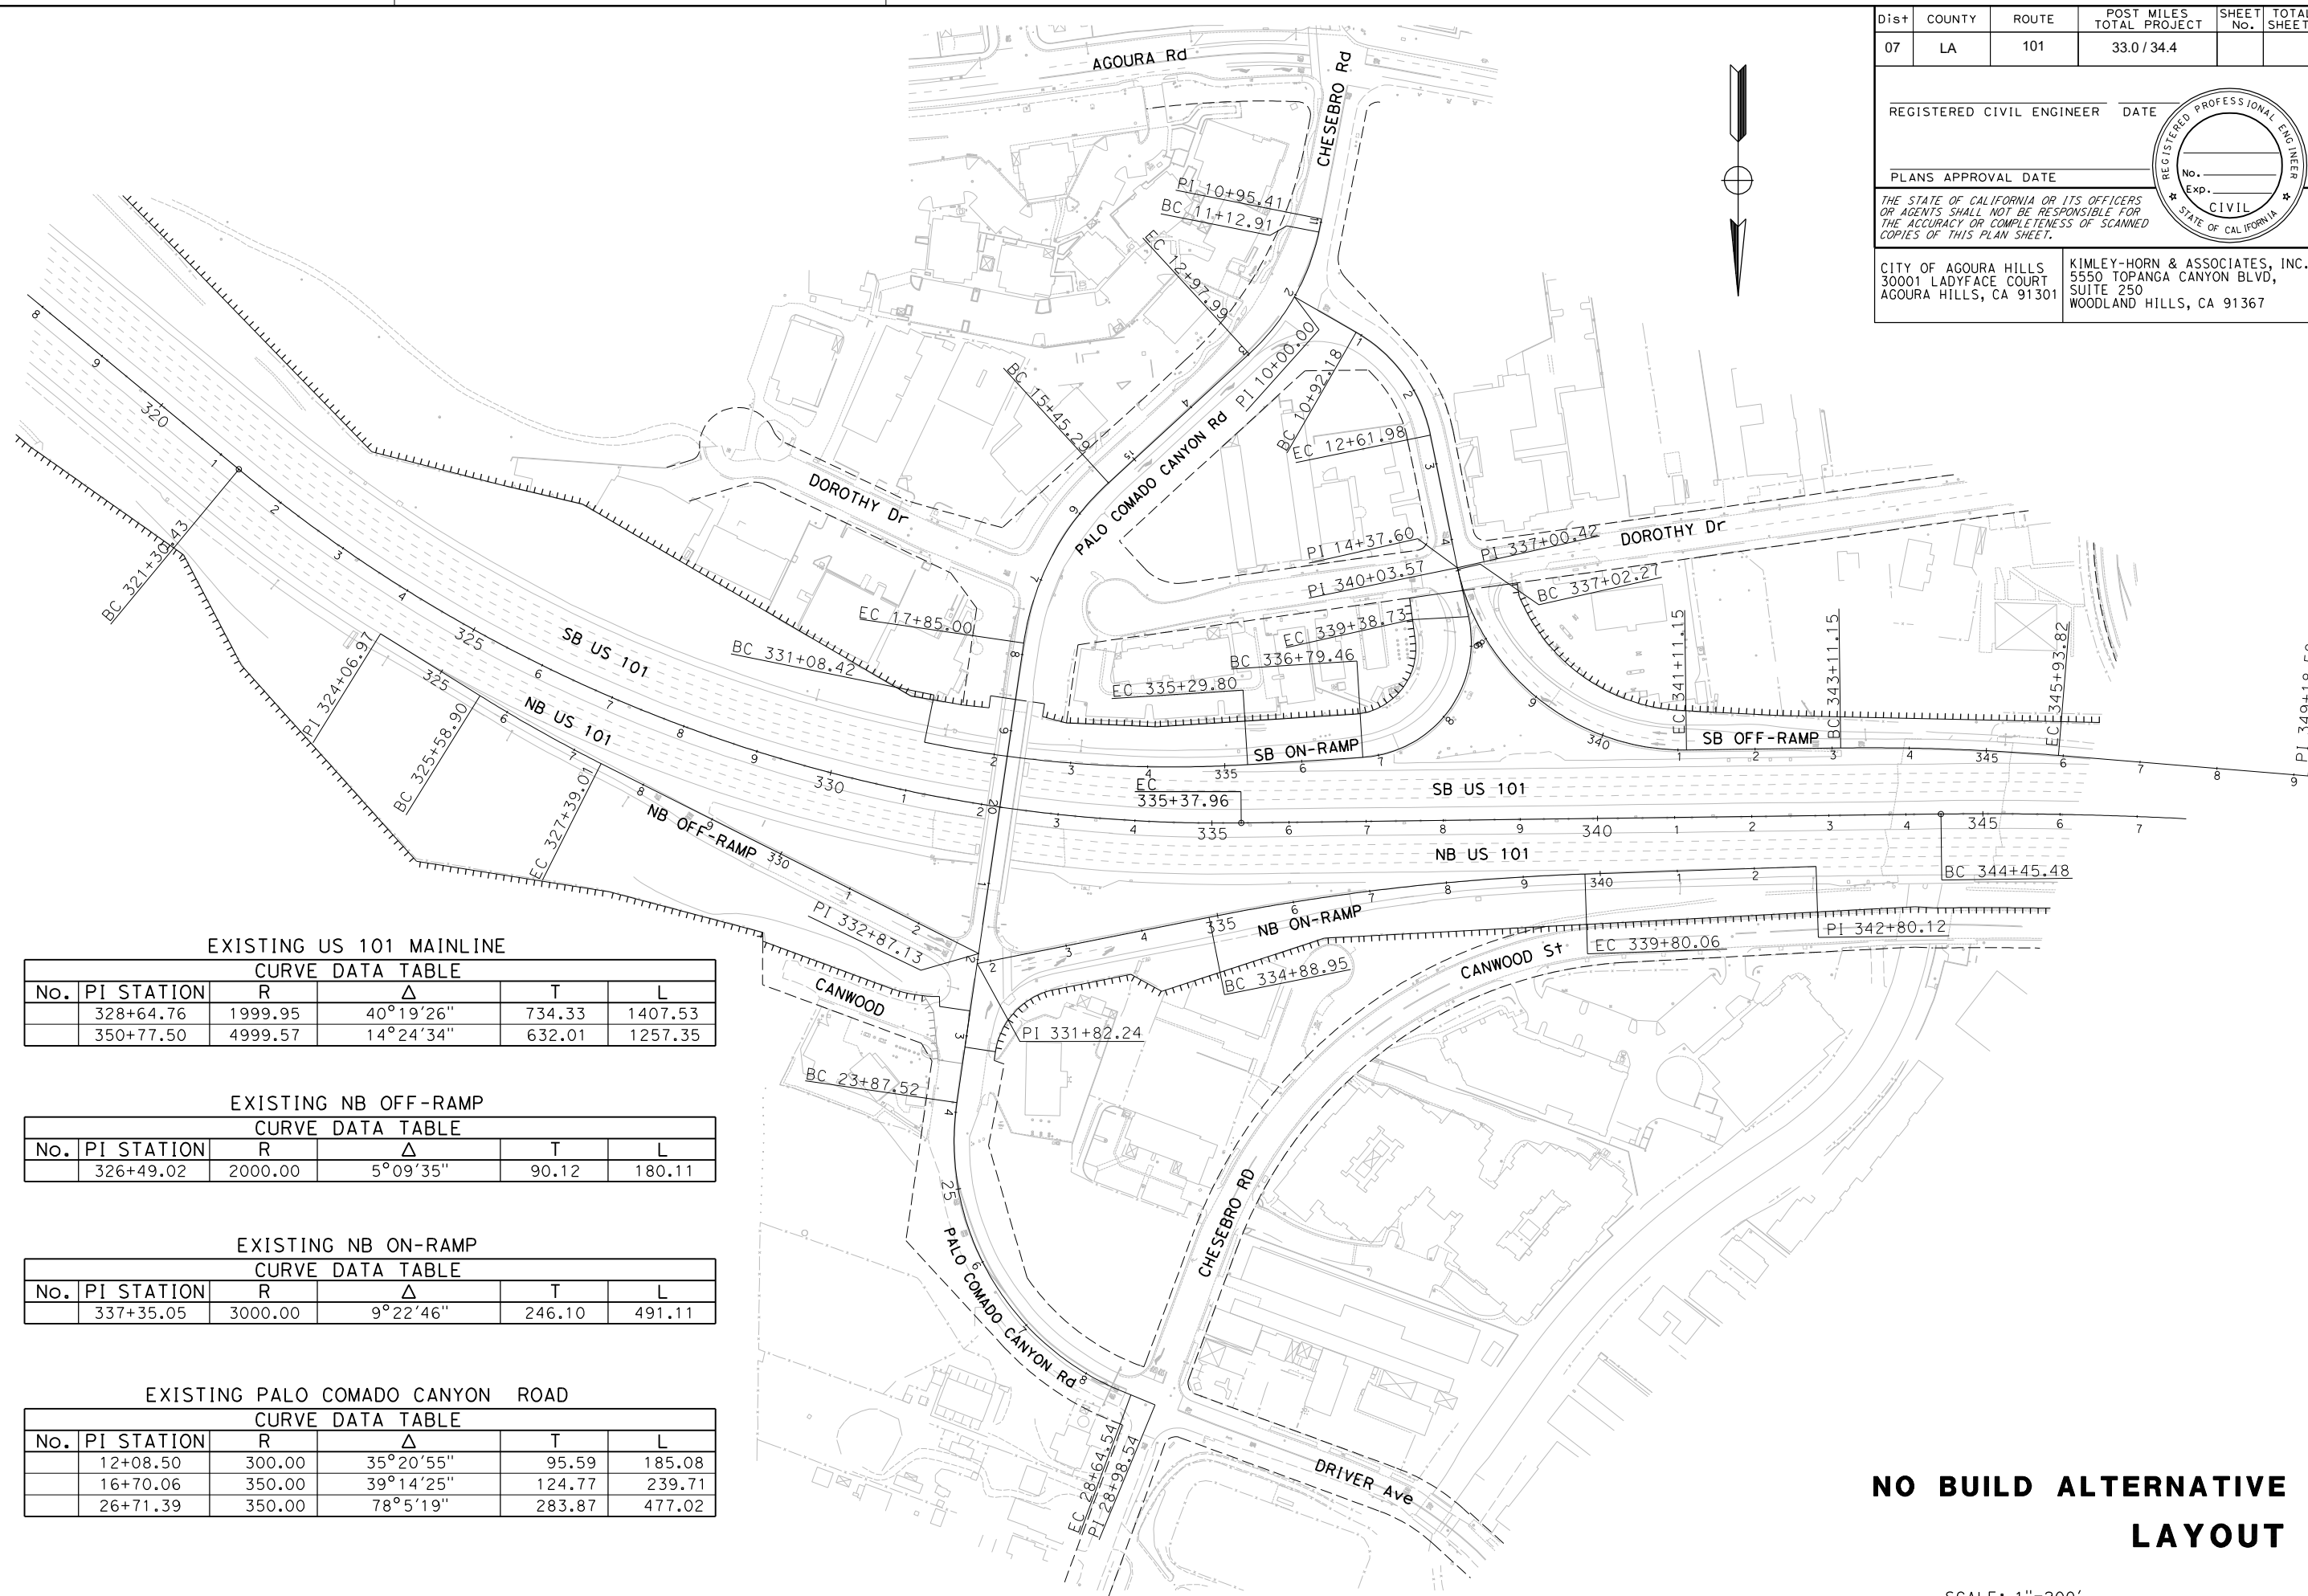 Dist COUNTY ROUTE POST MILES TOTAL PROJECT SHEET No.
07 LA 101 33.0 / 34.4
REGISTERED CIVIL ENGINEER DATE
PLANS APPROVAL DATE
REGISTERED PROFESSIONAL ENGINEER
No.
Exp.
CIVIL
STATE OF CALIFORNIA
THE STATE OF CALIFORNIA OR ITS OFFICERS
OR AGENTS SHALL NOT BE RESPONSIBLE FOR
THE ACCURACY OR COMPLETENESS OF SCANNED
COPIES OF THIS PLAN SHEET.
CITY OF AGOURA HILLS
30001 LADYFACE COURT
AGOURA HILLS, CA 91301
KIMLEY-HORN & ASSOCIATES, INC.
5550 TOPANGA CANYON BLVD,
SUITE 250
WOODLAND HILLS, CA 91367
AGOURA Rd
CHESEBRO Rd
PI 10+95.41
BC 11+12.91
EC 12+97.99
PI 10+00.00
BC 10+92.18
EC 12+61.98
BC 15+45.29
PALO COMADO CANYON Rd
DOROTHY Dr
PI 14+37.60
PI 337+00.42
DOROTHY Dr
PI 340+03.57
BC 337+02.27
EC 17+85.00
EC 339+38.73
BC 331+08.42
BC 336+79.46
EC 335+29.80
EC 341+11.15
BC 343+11.15
EC 345+93.82
BC 321+30.43
320
325
330
335
340
345
SB US 101
NB US 101
PI 324+06.97
BC 325+58.90
EC 327+39.01
325
330
NB OFF-RAMP
PI 332+87.13
SB ON-RAMP
335
SB OFF-RAMP
340
345
EC
335+37.96
SB US 101
NB US 101
BC 344+45.48
335
340
NB ON-RAMP
PI 342+80.12
EC 339+80.06
BC 334+88.95
CANWOOD St
CANWOOD
PI 331+82.24
BC 23+87.52
25
PALO COMADO CANYON Rd
CHESEBRO RD
EC 28+64.54
PI 28+98.54
DRIVER Ave
EXISTING US 101 MAINLINE
CURVE DATA TABLE
No. PI STATION R Δ T L
328+64.76 1999.95 40°19'26" 734.33 1407.53
350+77.50 4999.57 14°24'34" 632.01 1257.35
EXISTING NB OFF-RAMP
CURVE DATA TABLE
No. PI STATION R Δ T L
326+49.02 2000.00 5°09'35" 90.12 180.11
EXISTING NB ON-RAMP
CURVE DATA TABLE
No. PI STATION R Δ T L
337+35.05 3000.00 9°22'46" 246.10 491.11
EXISTING PALO COMADO CANYON ROAD
CURVE DATA TABLE
No. PI STATION R Δ T L
12+08.50 300.00 35°20'55" 95.59 185.08
16+70.06 350.00 39°14'25" 124.77 239.71
26+71.39 350.00 78°5'19" 283.87 477.02
NO BUILD ALTERNATIVE
LAYOUT